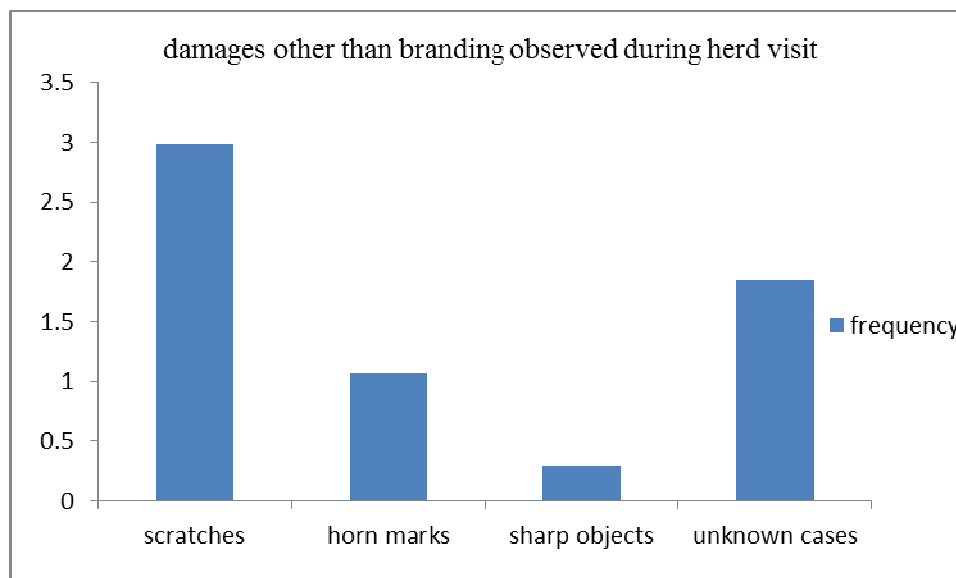 damages other than branding observed during herd visit
3.5
3
2.5
2
1.5
1
0.5
0
scratches horn marks sharp objects unknown cases
frequency